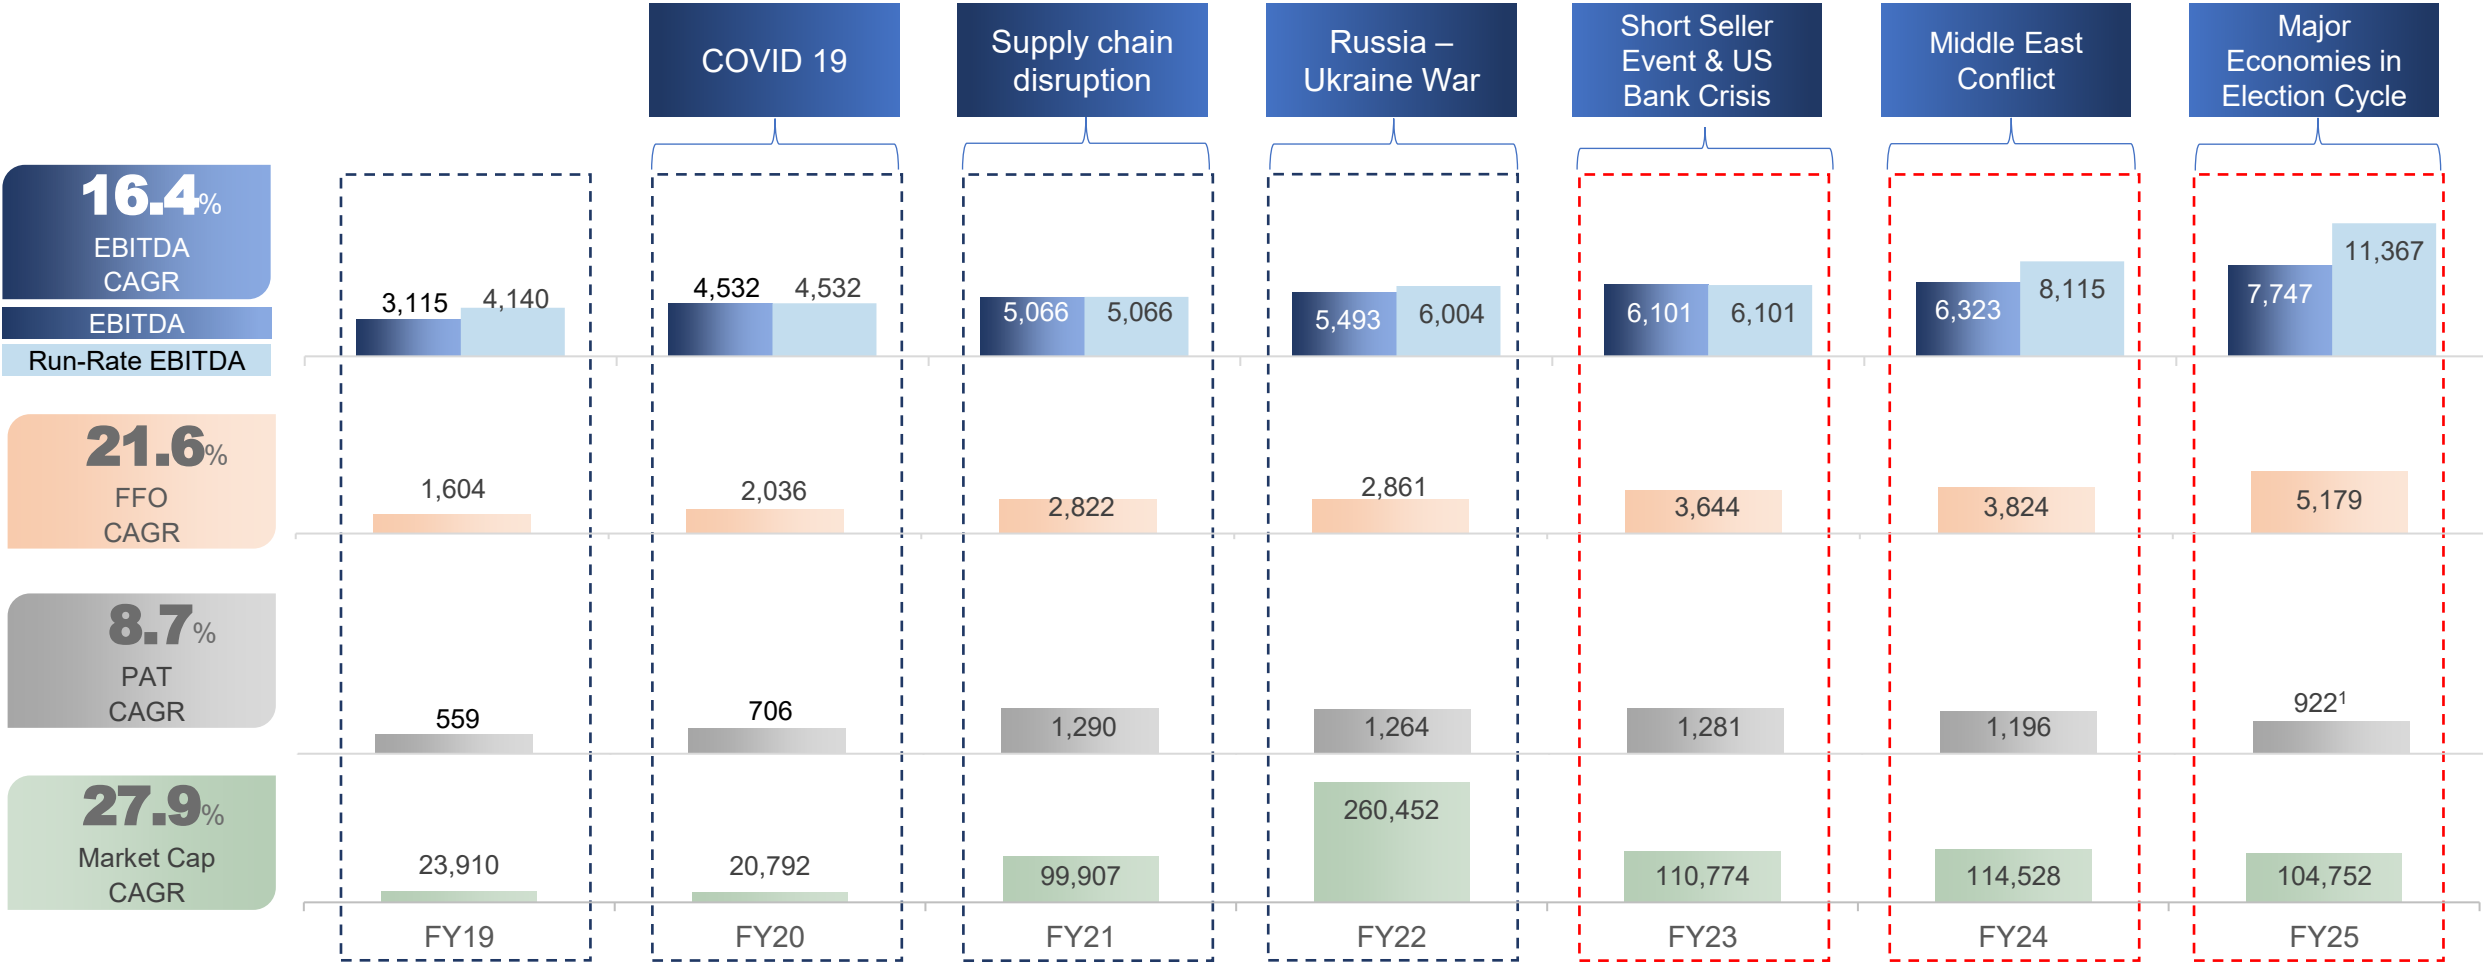 COVID 19
Supply chain
disruption
Russia –
Ukraine War
Short Seller
Event & US
Bank Crisis
Middle East
Conflict
Major
Economies in
Election Cycle
16.4%
EBITDA
CAGR
EBITDA
Run-Rate EBITDA
3,115 4,140
4,532 4,532
5,066 5,066
5,493 6,004
6,101 6,101
6,323 8,115
7,747 11,367
21.6%
FFO
CAGR
1,604 2,036 2,822 2,861 3,644 3,824 5,179
8.7%
PAT
CAGR
559 706 1,290 1,264 1,281 1,196 922¹
27.9%
Market Cap
CAGR
23,910 20,792 99,907 260,452 110,774 114,528 104,752
FY19 FY20 FY21 FY22 FY23 FY24 FY25